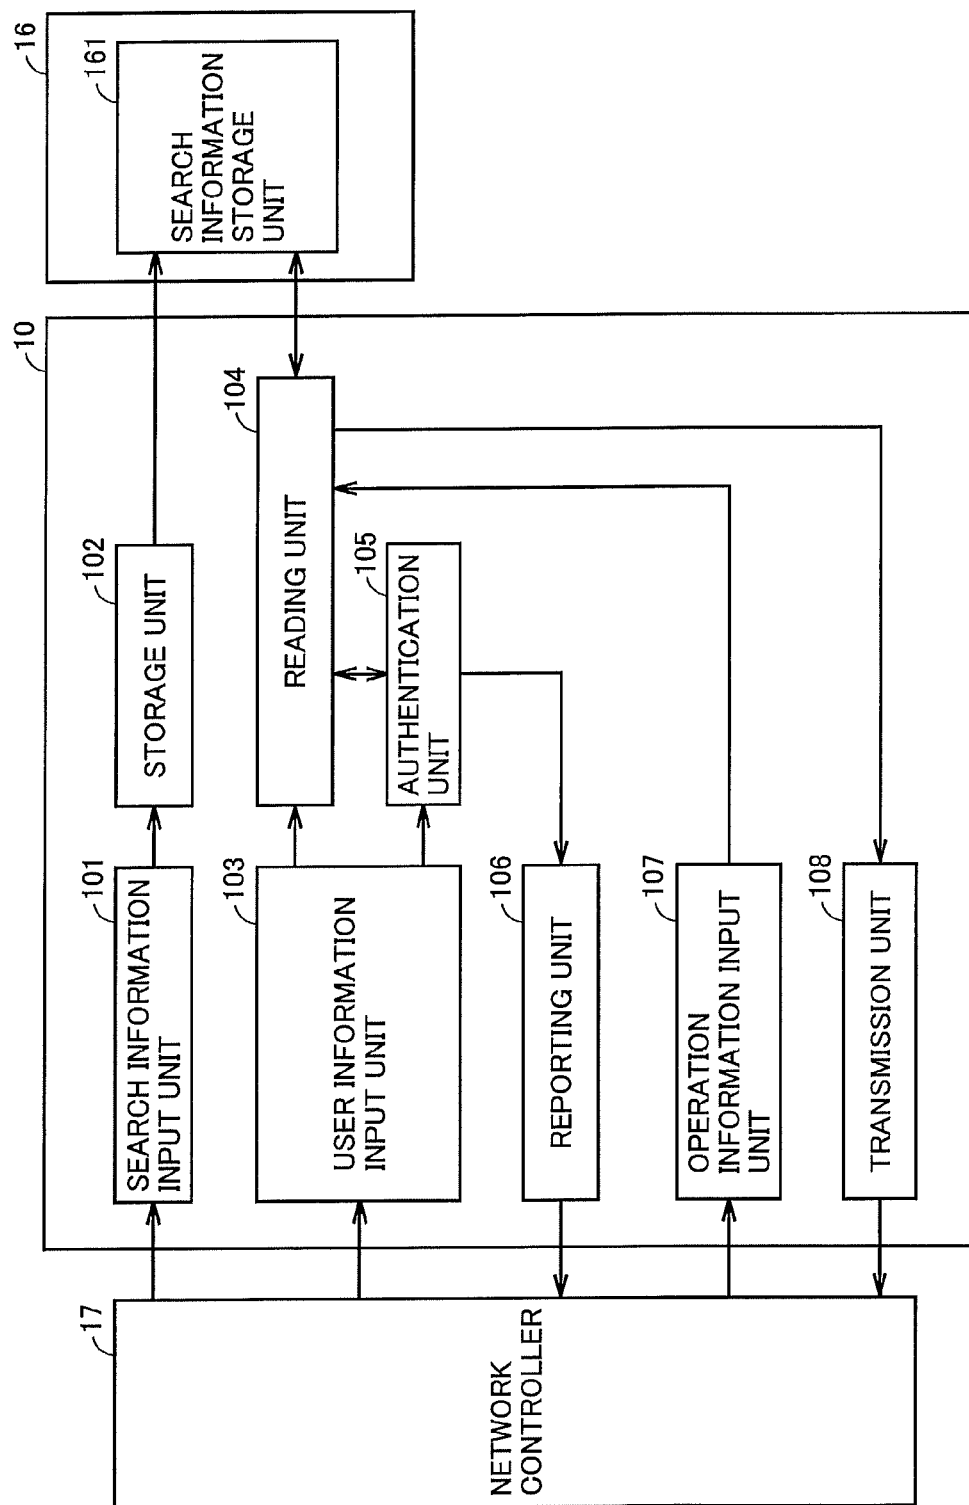 16
161
SEARCH
INFORMATION
STORAGE
UNIT
10
101
SEARCH INFORMATION
INPUT UNIT
102
STORAGE UNIT
103
USER INFORMATION
INPUT UNIT
104
READING UNIT
105
AUTHENTICATION
UNIT
106
REPORTING UNIT
107
OPERATION
INFORMATION INPUT
UNIT
108
TRANSMISSION UNIT
17
NETWORK
CONTROLLER